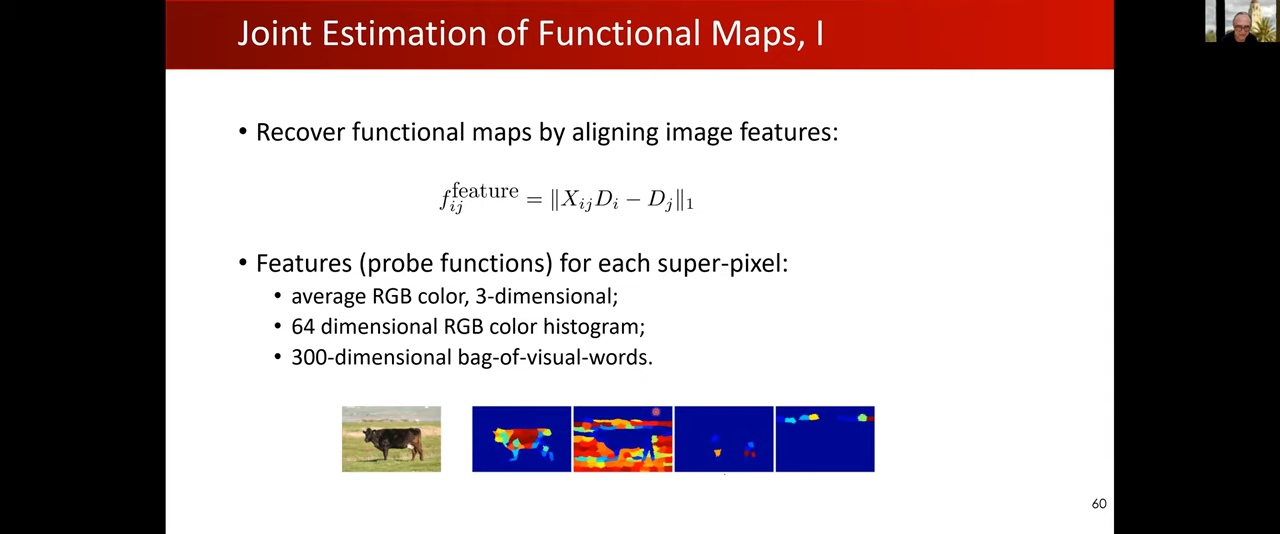 Joint Estimation of Functional Maps, I
• Recover functional maps by aligning image features:
f_{ij}^{feature} = ‖X_{ij}D_i − D_j‖_1
• Features (probe functions) for each super-pixel:
• average RGB color, 3-dimensional;
• 64 dimensional RGB color histogram;
• 300-dimensional bag-of-visual-words.
60